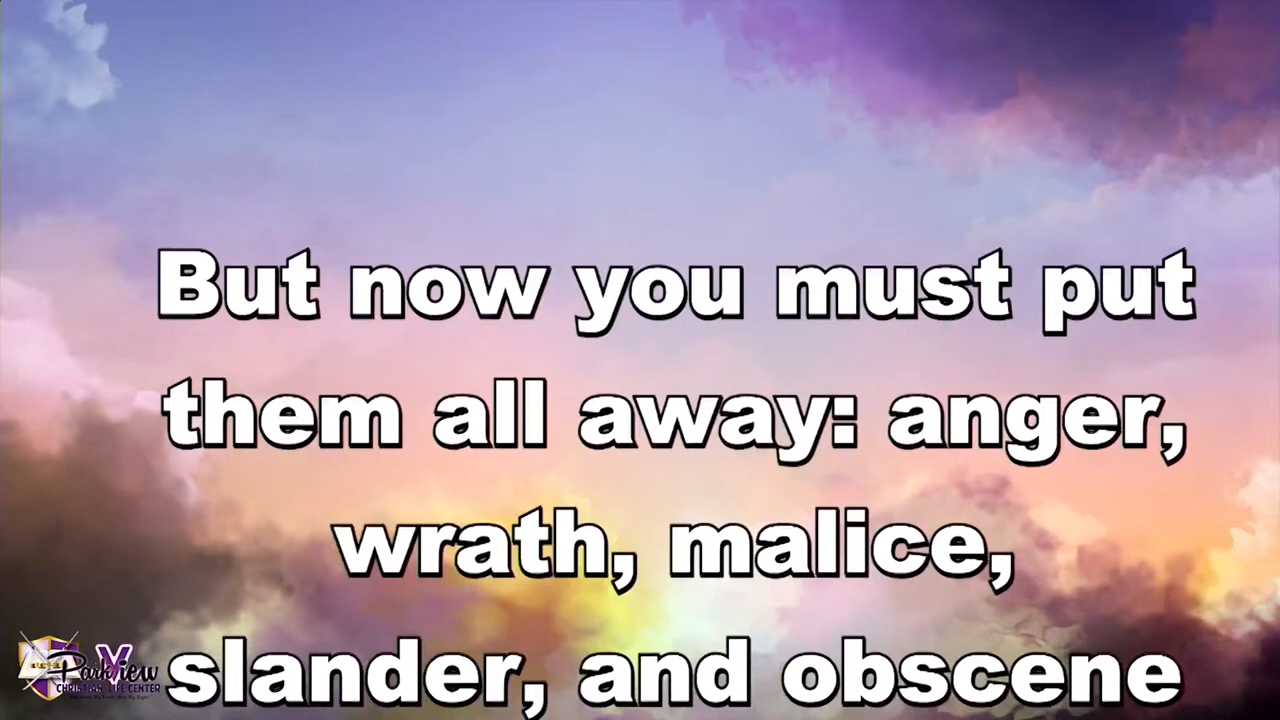 But now you must put
them all away: anger,
wrath, malice,
slander, and obscene
Parkview
CHRISTIAN LIFE CENTER